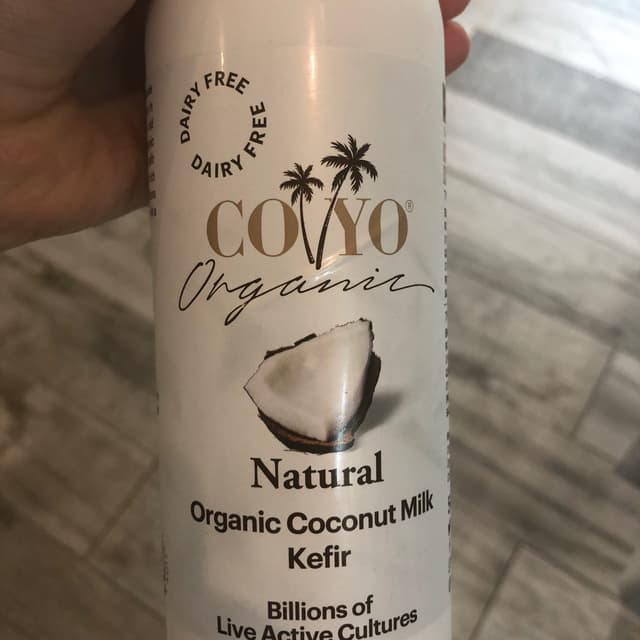 DAIRY FREE
DAIRY FREE
COYO®
Organic
Natural
Organic Coconut Milk
Kefir
Billions of
Live Active Cultures